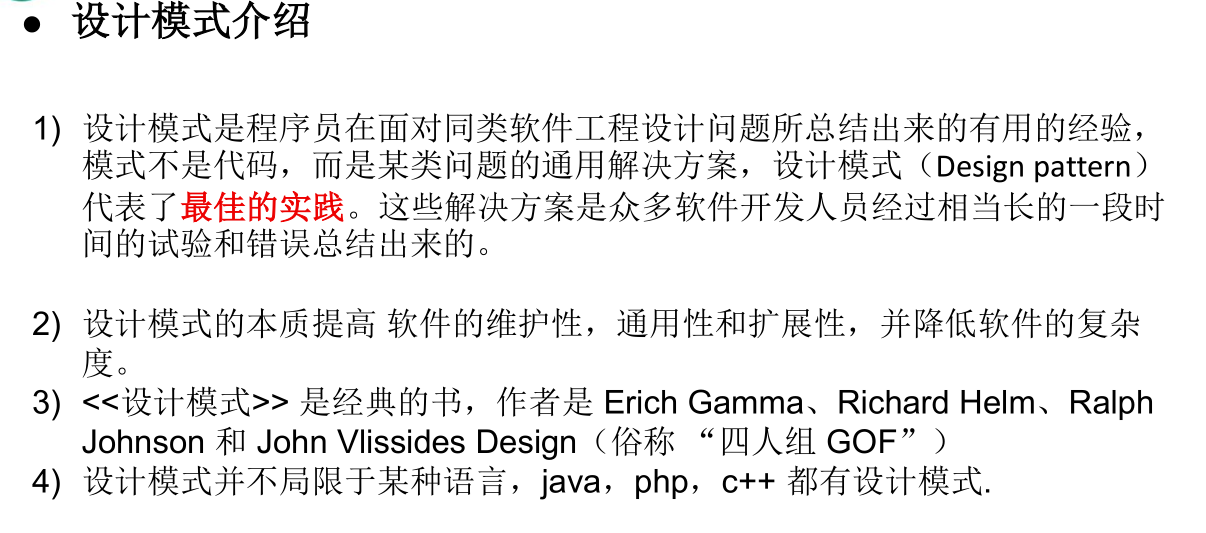 ● 设计模式介绍
1) 设计模式是程序员在面对同类软件工程设计问题所总结出来的有用的经验，
模式不是代码，而是某类问题的通用解决方案，设计模式（Design pattern）
代表了最佳的实践。这些解决方案是众多软件开发人员经过相当长的一段时
间的试验和错误总结出来的。
2) 设计模式的本质提高 软件的维护性，通用性和扩展性，并降低软件的复杂
度。
3) <<设计模式>> 是经典的书，作者是 Erich Gamma、Richard Helm、Ralph
Johnson 和 John Vlissides Design（俗称 “四人组 GOF”）
4) 设计模式并不局限于某种语言，java，php，c++ 都有设计模式.